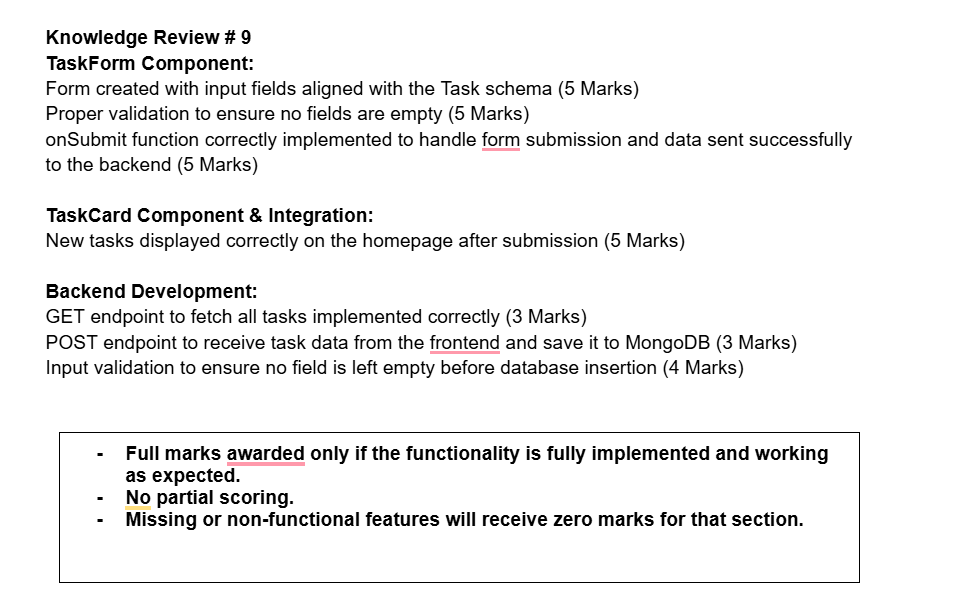 Knowledge Review # 9
TaskForm Component:
Form created with input fields aligned with the Task schema (5 Marks)
Proper validation to ensure no fields are empty (5 Marks)
onSubmit function correctly implemented to handle form submission and data sent successfully
to the backend (5 Marks)
TaskCard Component & Integration:
New tasks displayed correctly on the homepage after submission (5 Marks)
Backend Development:
GET endpoint to fetch all tasks implemented correctly (3 Marks)
POST endpoint to receive task data from the frontend and save it to MongoDB (3 Marks)
Input validation to ensure no field is left empty before database insertion (4 Marks)
- Full marks awarded only if the functionality is fully implemented and working
as expected.
- No partial scoring.
- Missing or non-functional features will receive zero marks for that section.